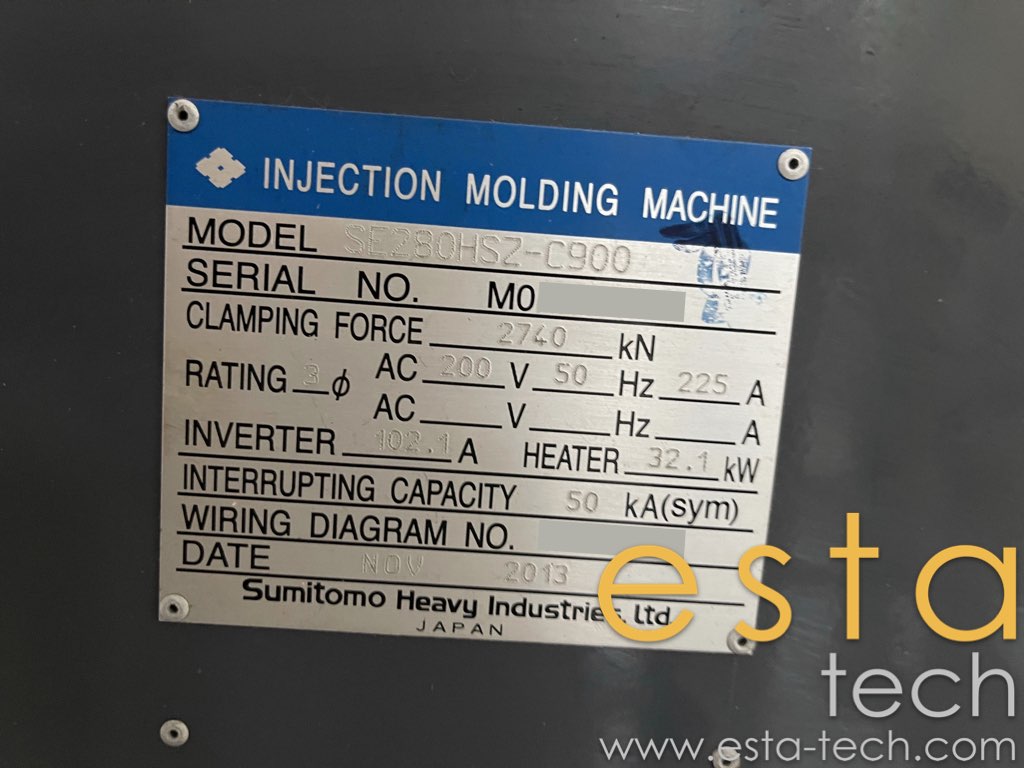 INJECTION MOLDING MACHINE
MODEL SE280HSZ-C900
SERIAL NO. M0
CLAMPING FORCE 2740 kN
RATING 3 φ AC 200 V 50 Hz 225 A
AC V Hz A
INVERTER 102.1 A HEATER 32.1 kW
INTERRUPTING CAPACITY 50 kA(sym)
WIRING DIAGRAM NO.
DATE NOV 2013
Sumitomo Heavy Industries, Ltd
JAPAN
esta
tech
www.esta-tech.com